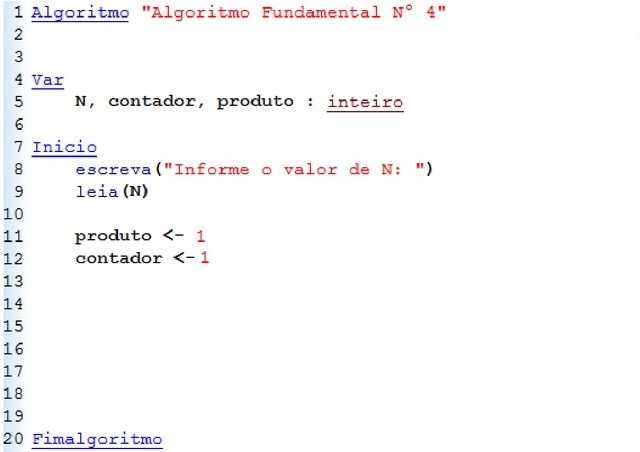 1 Algoritmo "Algoritmo Fundamental N° 4"
2
3
4 Var
5 N, contador, produto : inteiro
6
7 Inicio
8 escreva("Informe o valor de N: ")
9 leia(N)
10
11 produto <- 1
12 contador <-1
13
14
15
16
17
18
19
20 Fimalgoritmo